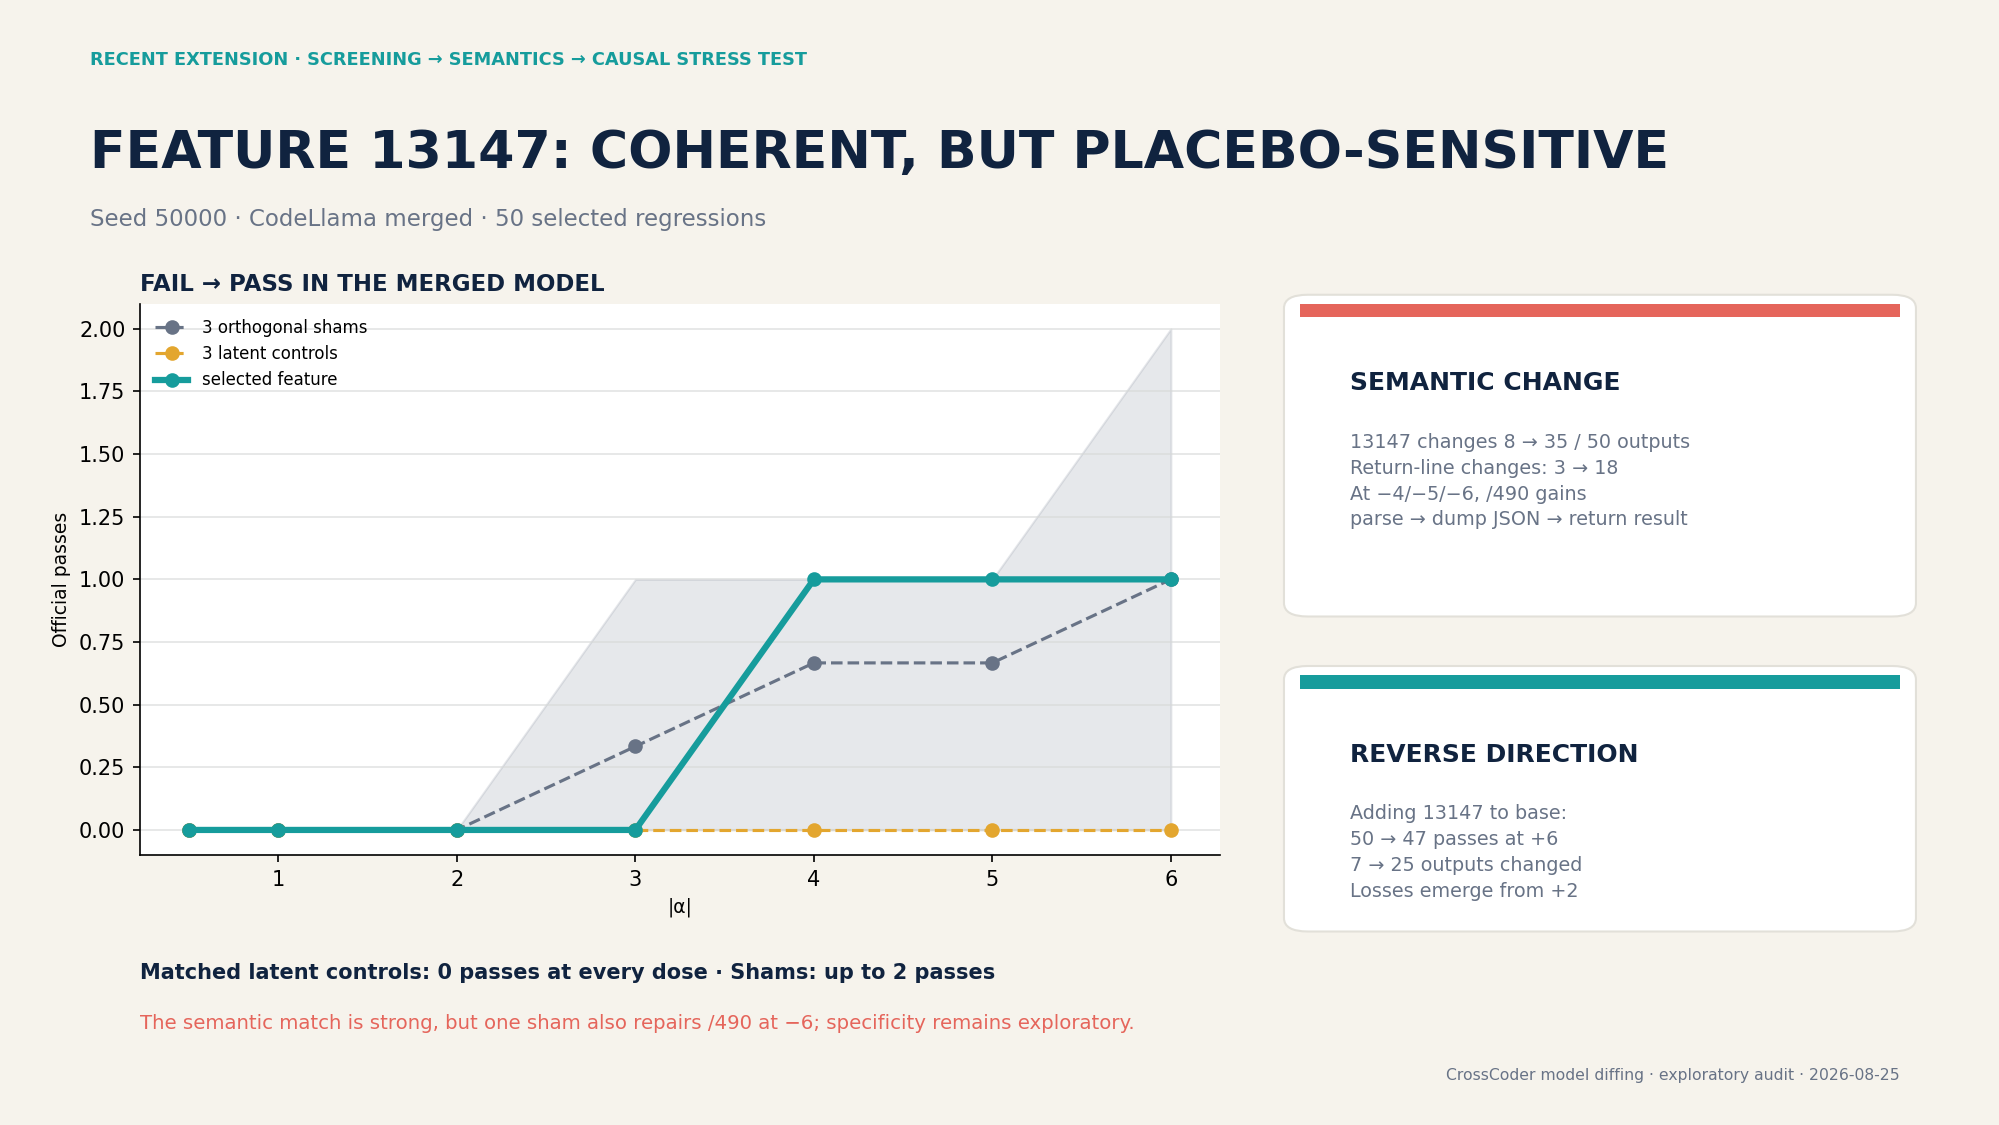 RECENT EXTENSION · SCREENING → SEMANTICS → CAUSAL STRESS TEST
FEATURE 13147: COHERENT, BUT PLACEBO-SENSITIVE
Seed 50000 · CodeLlama merged · 50 selected regressions
FAIL → PASS IN THE MERGED MODEL
3 orthogonal shams
3 latent controls
selected feature
2.00
1.75
1.50
1.25
1.00
0.75
0.50
0.25
0.00
Official passes
1 2 3 4 5 6
|α|
SEMANTIC CHANGE
13147 changes 8 → 35 / 50 outputs
Return-line changes: 3 → 18
At −4/−5/−6, /490 gains
parse → dump JSON → return result
REVERSE DIRECTION
Adding 13147 to base:
50 → 47 passes at +6
7 → 25 outputs changed
Losses emerge from +2
Matched latent controls: 0 passes at every dose · Shams: up to 2 passes
The semantic match is strong, but one sham also repairs /490 at −6; specificity remains exploratory.
CrossCoder model diffing · exploratory audit · 2026-08-25